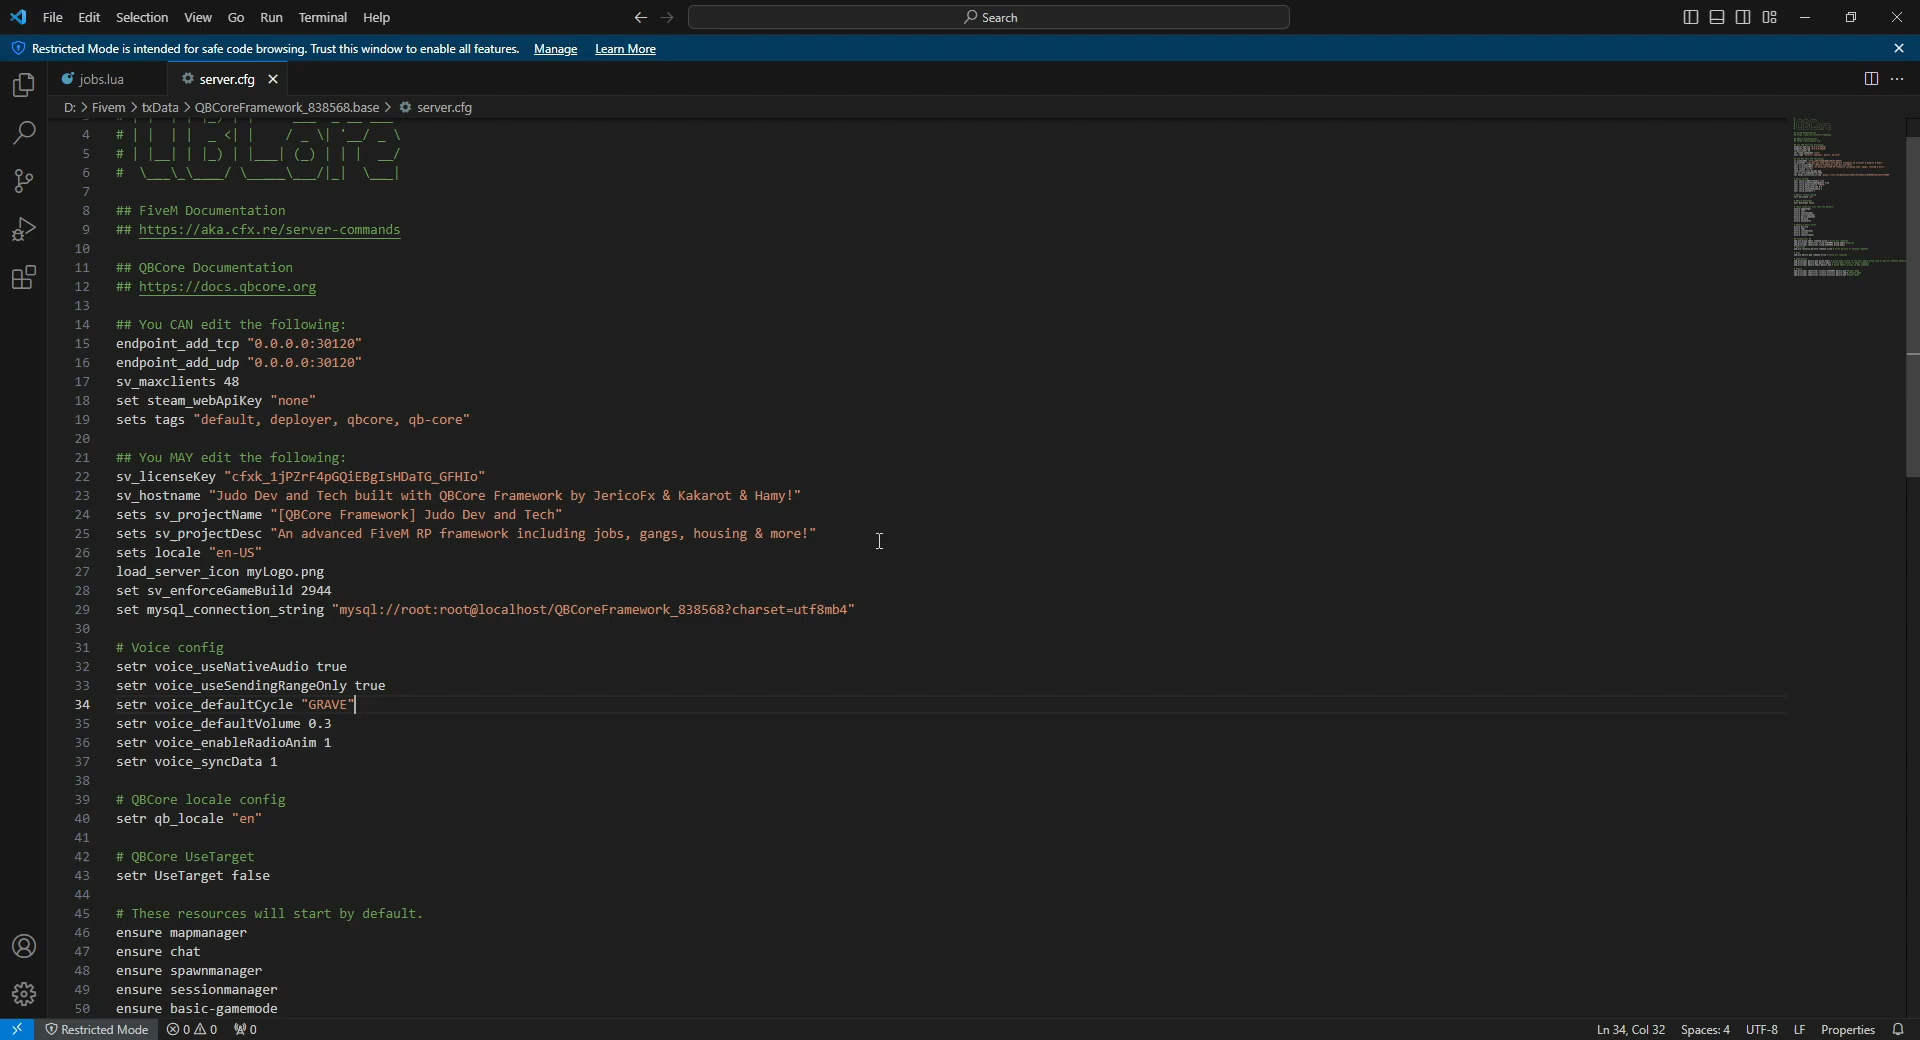 File Edit Selection View Go Run Terminal Help
Search
Restricted Mode is intended for safe code browsing. Trust this window to enable all features. Manage Learn More
jobs.lua server.cfg
D: > Fivem > txData > QBCoreFramework_838568.base > server.cfg
4 # | | | | _ <| | / _ \| '__/ _ \
5 # | |__| | |_) | |___| (_) | | | __/
6 # \___\_\____/ \_____\___/|_| \___|
7
8 ## FiveM Documentation
9 ## https://aka.cfx.re/server-commands
10
11 ## QBCore Documentation
12 ## https://docs.qbcore.org
13
14 ## You CAN edit the following:
15 endpoint_add_tcp "0.0.0.0:30120"
16 endpoint_add_udp "0.0.0.0:30120"
17 sv_maxclients 48
18 set steam_webApiKey "none"
19 sets tags "default, deployer, qbcore, qb-core"
20
21 ## You MAY edit the following:
22 sv_licenseKey "cfxk_1jPZrF4pGQiEBgIsHDaTG_GFHIo"
23 sv_hostname "Judo Dev and Tech built with QBCore Framework by JericoFx & Kakarot & Hamy!"
24 sets sv_projectName "[QBCore Framework] Judo Dev and Tech"
25 sets sv_projectDesc "An advanced FiveM RP framework including jobs, gangs, housing & more!"
26 sets locale "en-US"
27 load_server_icon myLogo.png
28 set sv_enforceGameBuild 2944
29 set mysql_connection_string "mysql://root:root@localhost/QBCoreFramework_838568?charset=utf8mb4"
30
31 # Voice config
32 setr voice_useNativeAudio true
33 setr voice_useSendingRangeOnly true
34 setr voice_defaultCycle "GRAVE"
35 setr voice_defaultVolume 0.3
36 setr voice_enableRadioAnim 1
37 setr voice_syncData 1
38
39 # QBCore locale config
40 setr qb_locale "en"
41
42 # QBCore UseTarget
43 setr UseTarget false
44
45 # These resources will start by default.
46 ensure mapmanager
47 ensure chat
48 ensure spawnmanager
49 ensure sessionmanager
50 ensure basic-gamemode
Restricted Mode 0 0 0 Ln 34, Col 32 Spaces: 4 UTF-8 LF Properties